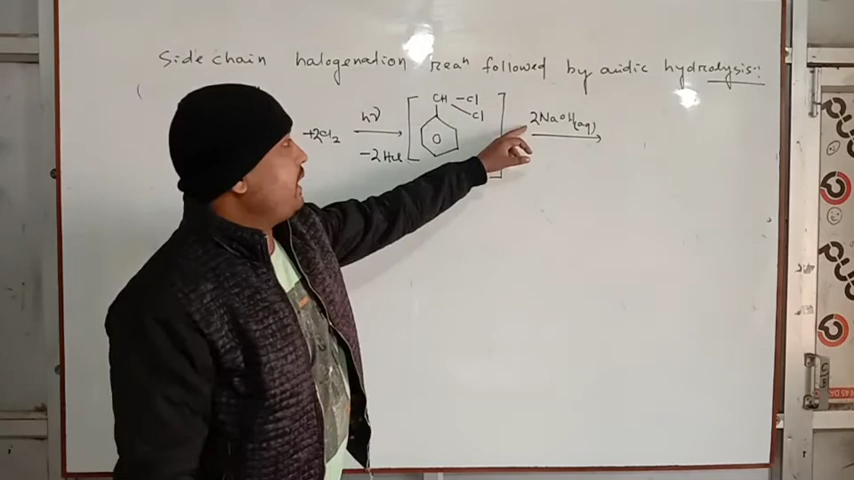 Side chain halogenation rean followed by acidic hydrolysis:-
+2Cl2 hν CH-Cl Cl 2NaOH(aq)
-2HCl